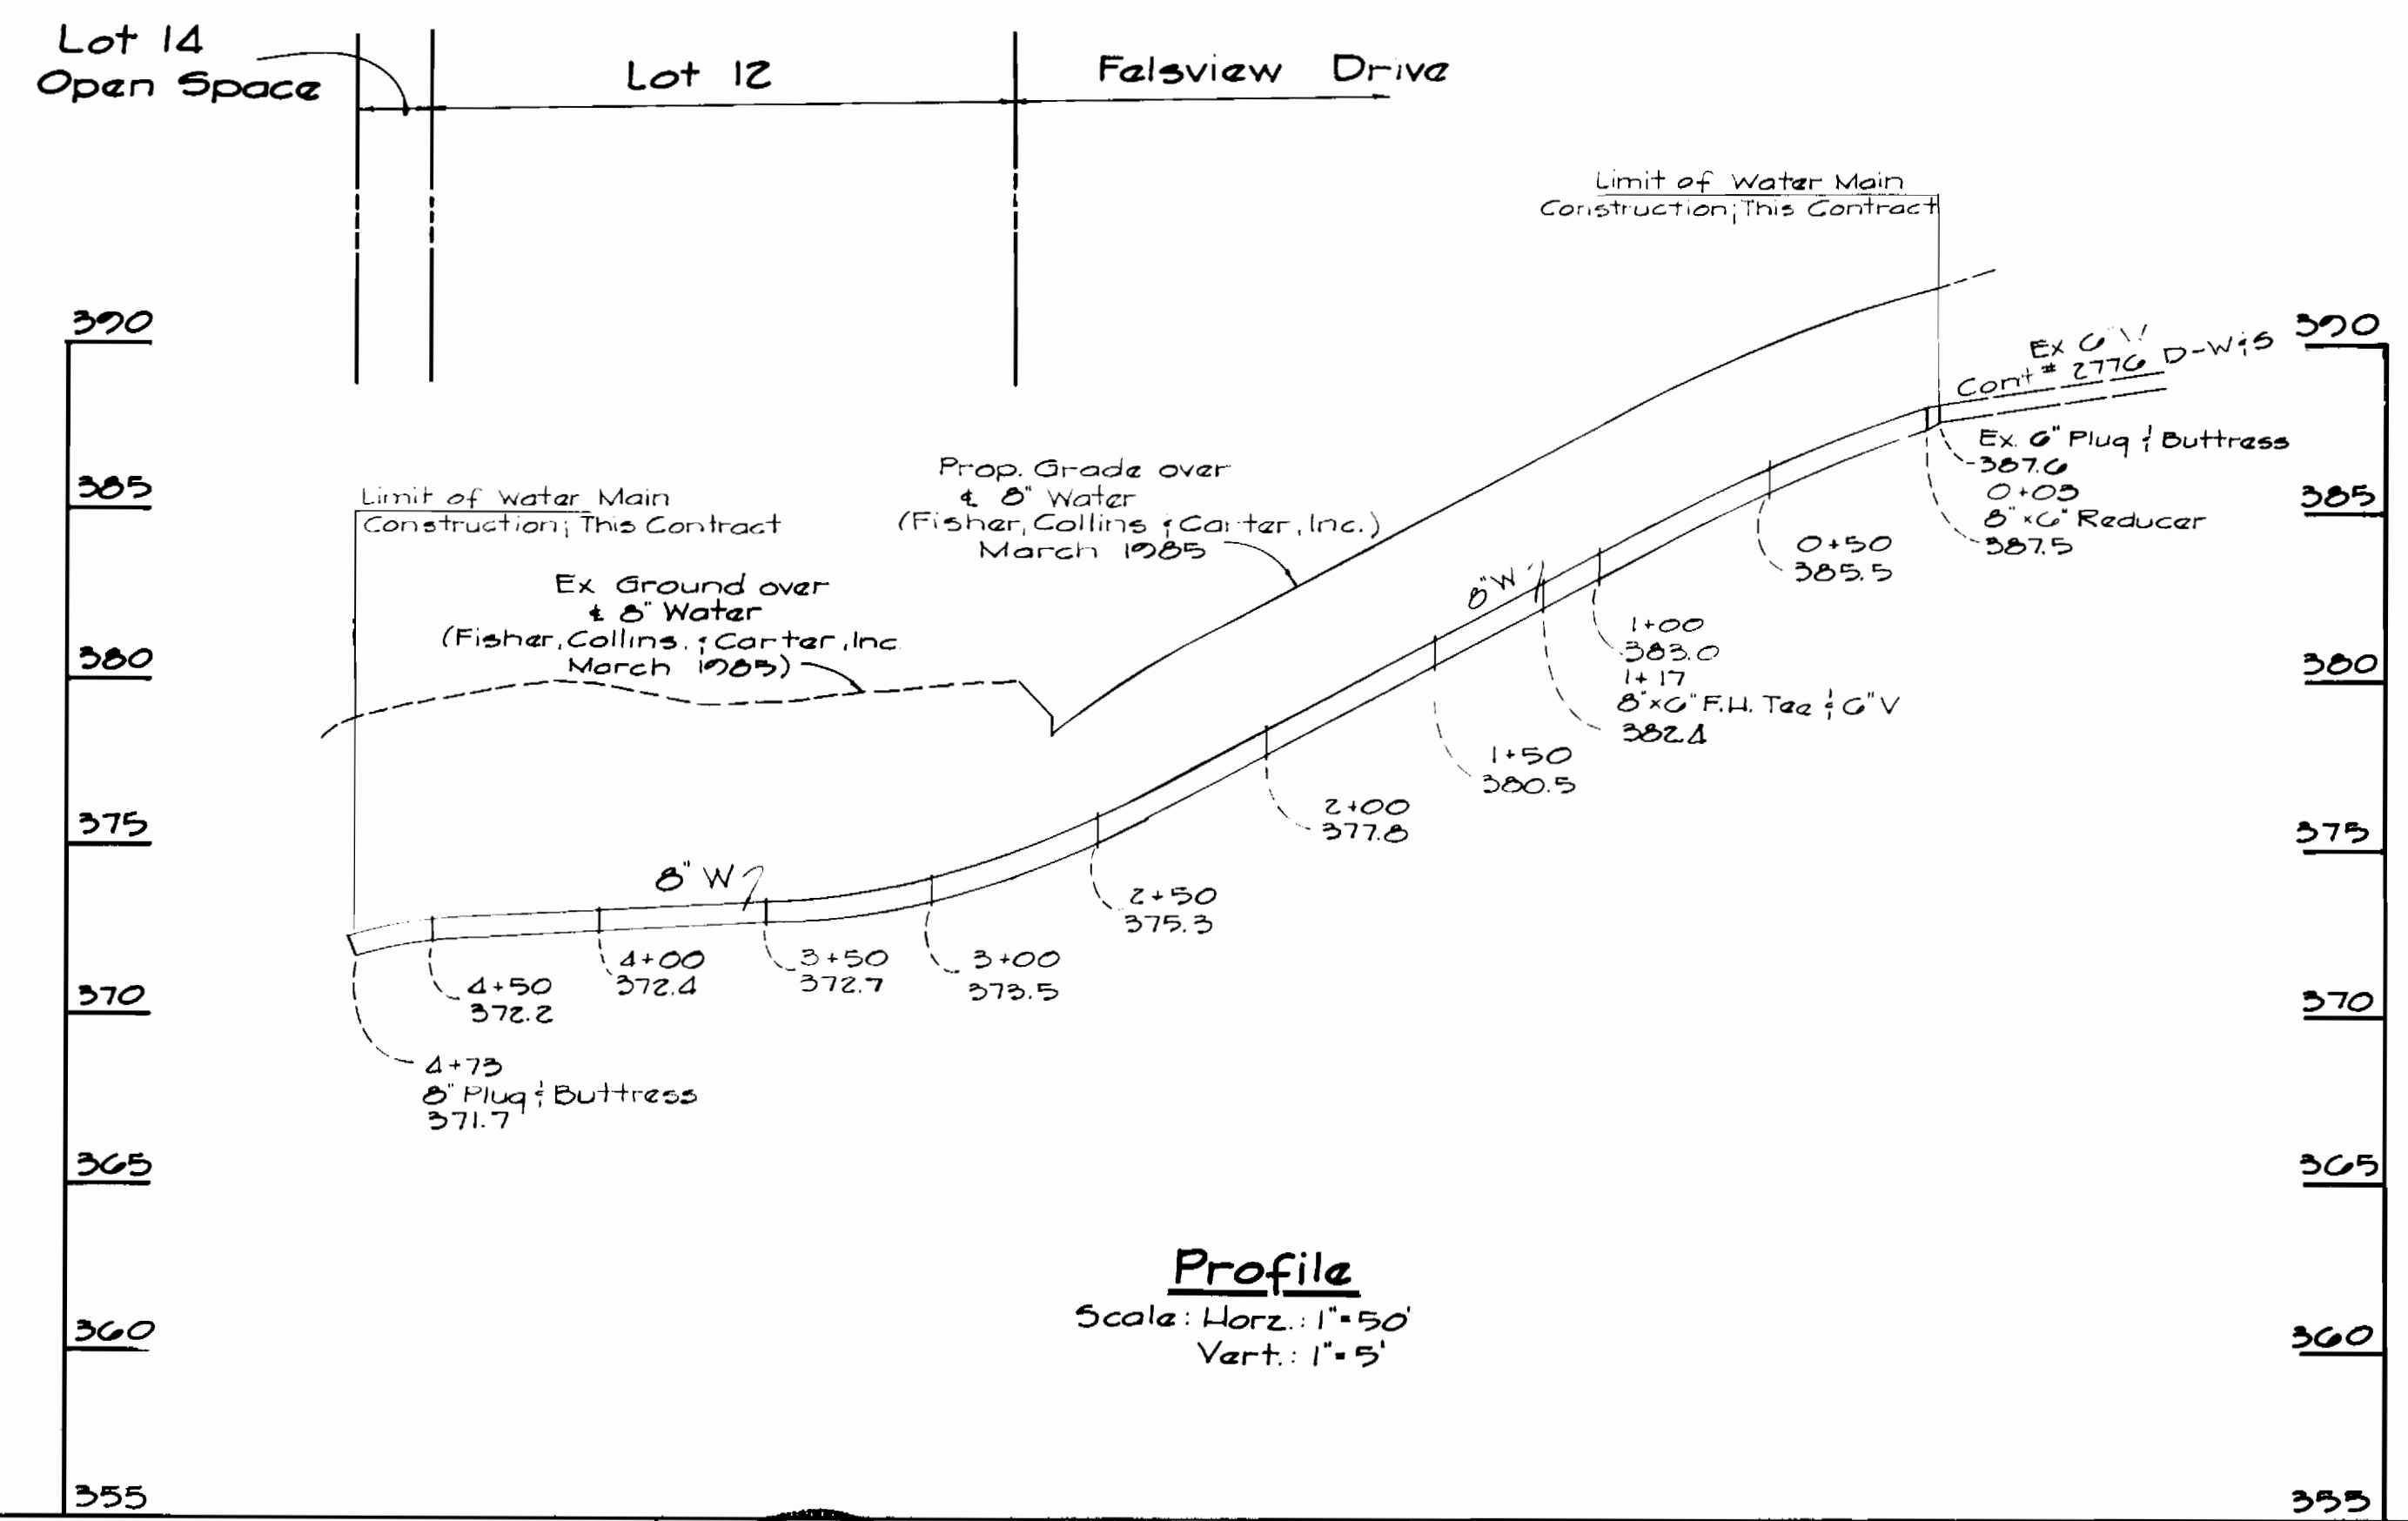 Lot 14
Open Space
Lot 12
Felsview Drive
Limit of Water Main
Construction; This Contract
390
385
380
375
370
365
360
355
Limit of Water Main
Construction; This Contract
Ex Ground over
℄ 8" Water
(Fisher, Collins. & Carter, Inc.
March 1985)
Prop. Grade over
℄ 8" Water
(Fisher, Collins & Carter, Inc.)
March 1985
Ex 6"W
Cont # 2776 D-W&S
Ex. 6" Plug & Buttress
387.6
0+03
8"x6" Reducer
387.5
0+50
385.5
8"W
1+00
383.0
1+17
8"x6" F.H. Tee & 6"V
382.4
1+50
380.5
2+00
377.8
2+50
375.3
8" W
3+00
373.5
3+50
372.7
4+00
372.4
4+50
372.2
4+73
8" Plug & Buttress
371.7
390
385
380
375
370
365
360
355
Profile
Scale: Horz.: 1"=50'
Vert.: 1"=5'